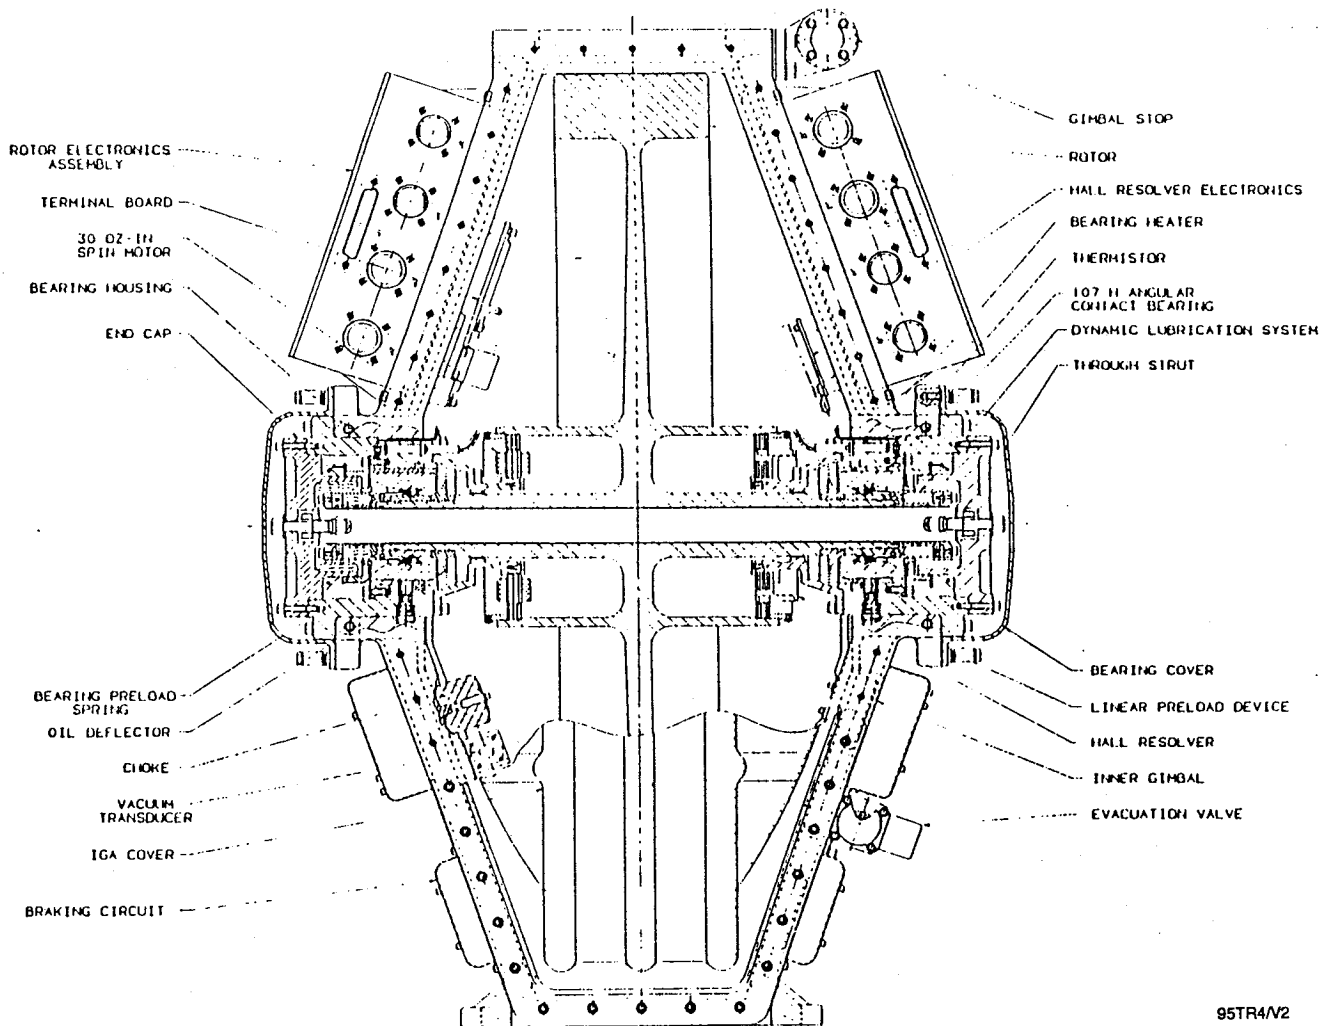 ROTOR ELECTRONICS
ASSEMBLY
TERMINAL BOARD
30 OZ-IN
SPIN MOTOR
BEARING HOUSING
END CAP
BEARING PRELOAD
SPRING
OIL DEFLECTOR
CHOKE
VACUUM
TRANSDUCER
IGA COVER
BRAKING CIRCUIT
GIMBAL STOP
ROTOR
HALL RESOLVER ELECTRONICS
BEARING HEATER
THERMISTOR
107 H ANGULAR
CONTACT BEARING
DYNAMIC LUBRICATION SYSTEM
THROUGH STRUT
BEARING COVER
LINEAR PRELOAD DEVICE
HALL RESOLVER
INNER GIMBAL
EVACUATION VALVE
95TR4/V2